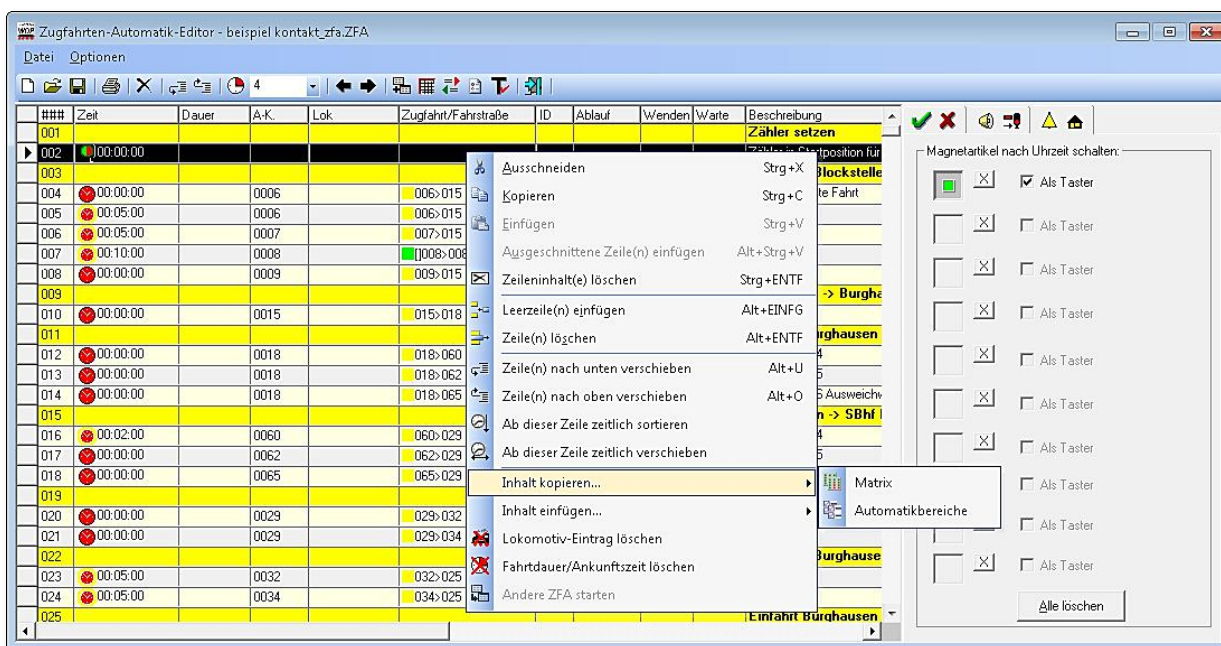 WDP Zugfahrten-Automatik-Editor - beispiel kontakt_zfa.ZFA
Datei Optionen
4
### Zeit Dauer A-K. Lok Zugfahrt/Fahrstraße ID Ablauf Wenden Warte Beschreibung
001 Zähler setzen
002 00:00:00
003 Blockstelle
004 00:00:00 0006 006>015 te Fahrt
005 00:05:00 0006 006>015
006 00:05:00 0007 007>015
007 00:10:00 0008 []008>008
008 00:00:00 0009 009>015
009 -> Burgha
010 00:00:00 0015 015>018
011 urghausen
012 00:00:00 0018 018>060 4
013 00:00:00 0018 018>062 5
014 00:00:00 0018 018>065 6 Ausweichw
015 n -> SBhf
016 00:02:00 0060 060>029 4
017 00:00:00 0062 062>029 5
018 00:00:00 0065 065>029
019
020 00:00:00 0029 029>032
021 00:00:00 0029 029>034
022 Burghause
023 00:05:00 0032 032>025
024 00:05:00 0034 034>025
025 Einfahrt Burghausen
Ausschneiden Strg+X
Kopieren Strg+C
Einfügen Strg+V
Ausgeschnittene Zeile(n) einfügen Alt+Strg+V
Zeileninhalt(e) löschen Strg+ENTF
Leerzeile(n) einfügen Alt+EINFG
Zeile(n) löschen Alt+ENTF
Zeile(n) nach unten verschieben Alt+U
Zeile(n) nach oben verschieben Alt+O
Ab dieser Zeile zeitlich sortieren
Ab dieser Zeile zeitlich verschieben
Inhalt kopieren...
Inhalt einfügen...
Lokomotiv-Eintrag löschen
Fahrtdauer/Ankunftszeit löschen
Andere ZFA starten
Matrix
Automatikbereiche
Magnetartikel nach Uhrzeit schalten:
X Als Taster
X Als Taster
X Als Taster
X Als Taster
X Als Taster
X Als Taster
X Als Taster
Als Taster
Als Taster
X Als Taster
Alle löschen